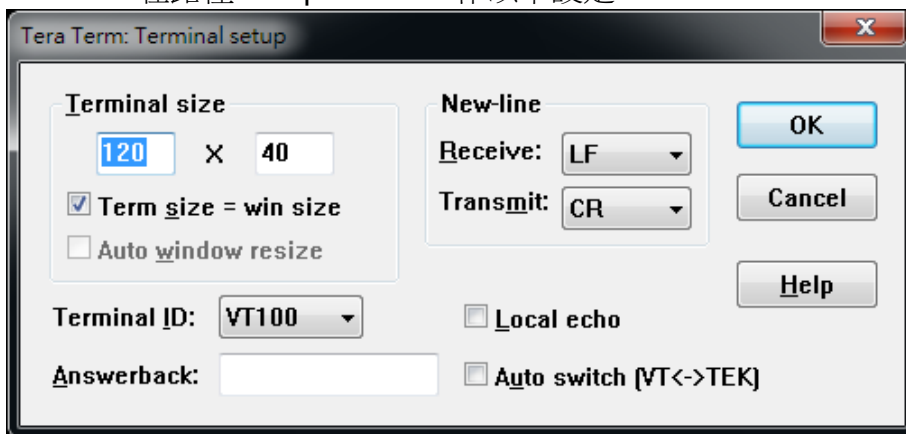 Tera Term: Terminal setup
Terminal size
120 X 40
Term size = win size
Auto window resize
New-line
Receive: LF
Transmit: CR
OK
Cancel
Help
Terminal ID: VT100
Local echo
Answerback:
Auto switch (VT<->TEK)